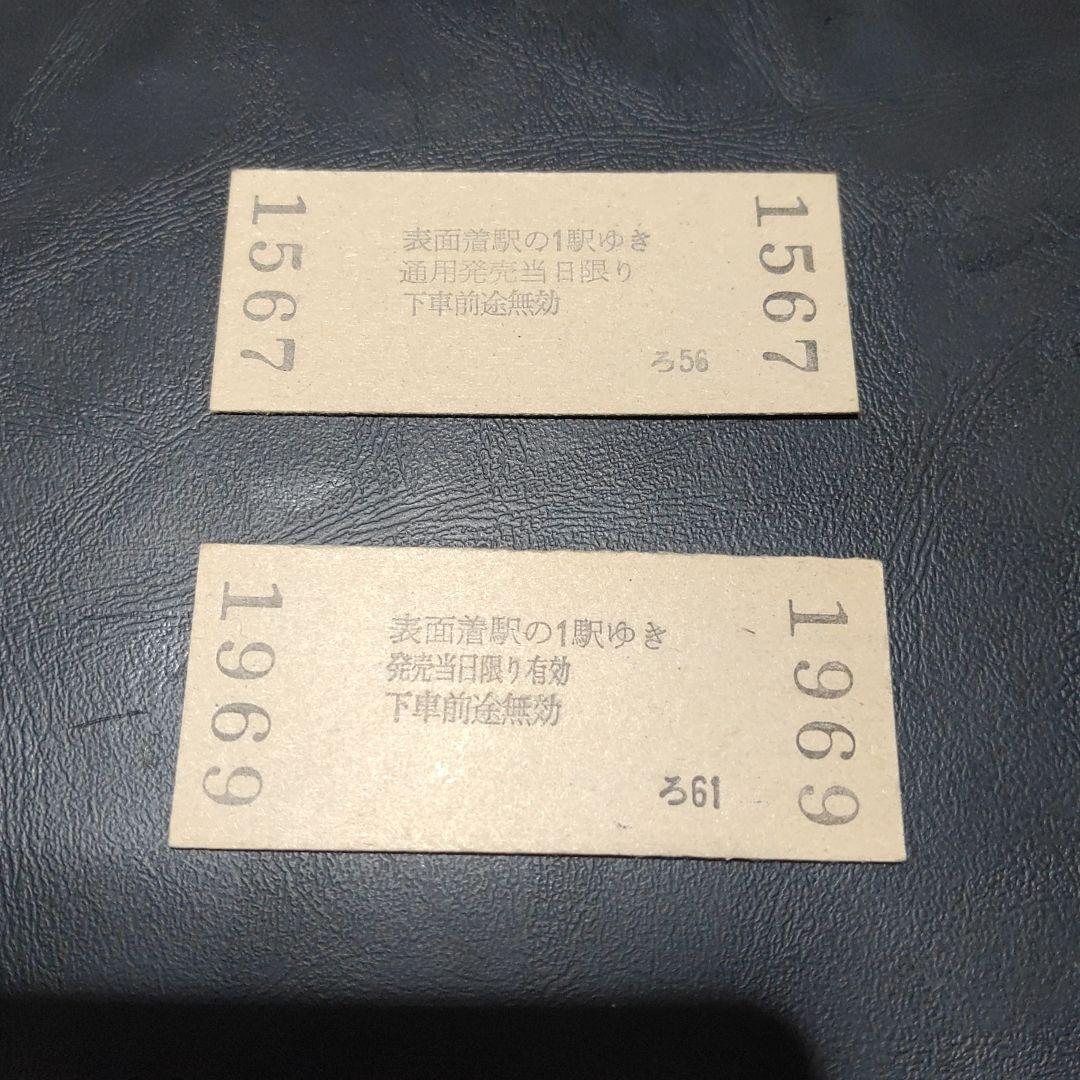 1567
表面着駅の1駅ゆき
通用発売当日限り
下車前途無効
ろ56
1567
1969
表面着駅の1駅ゆき
発売当日限り有効
下車前途無効
ろ61
1969